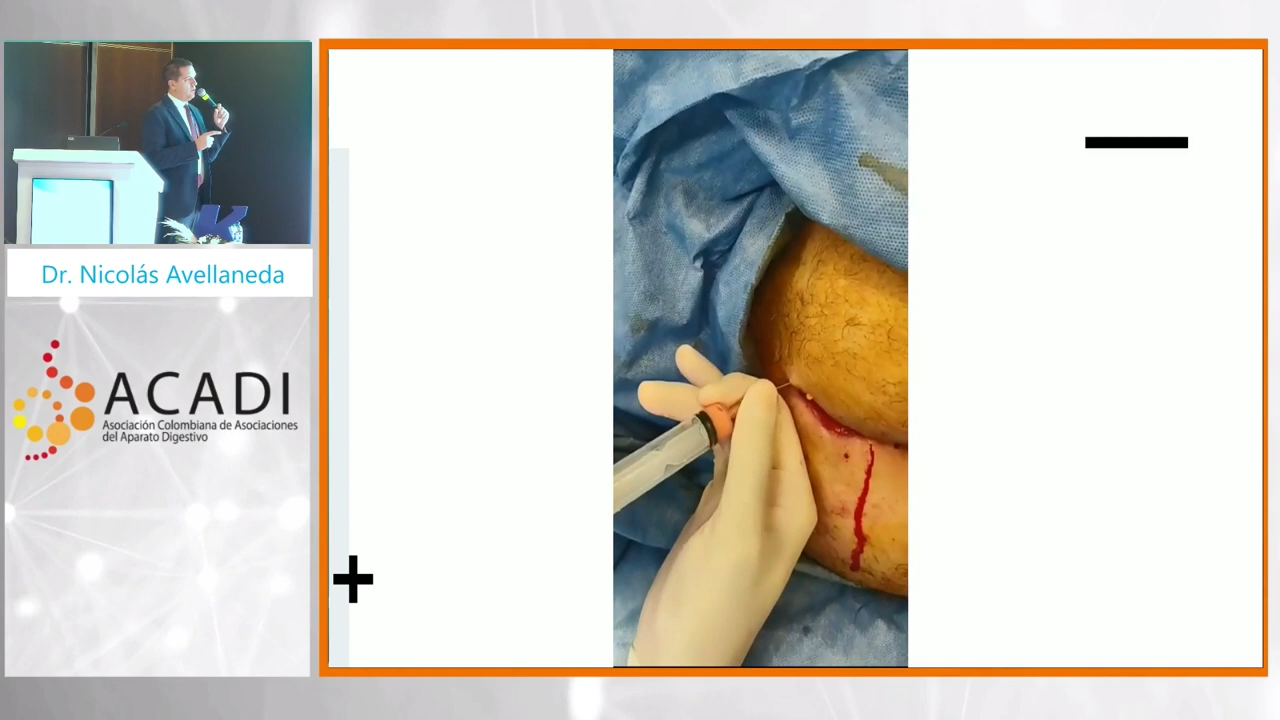 Dr. Nicolás Avellaneda
ACADI
Asociación Colombiana de Asociaciones
del Aparato Digestivo